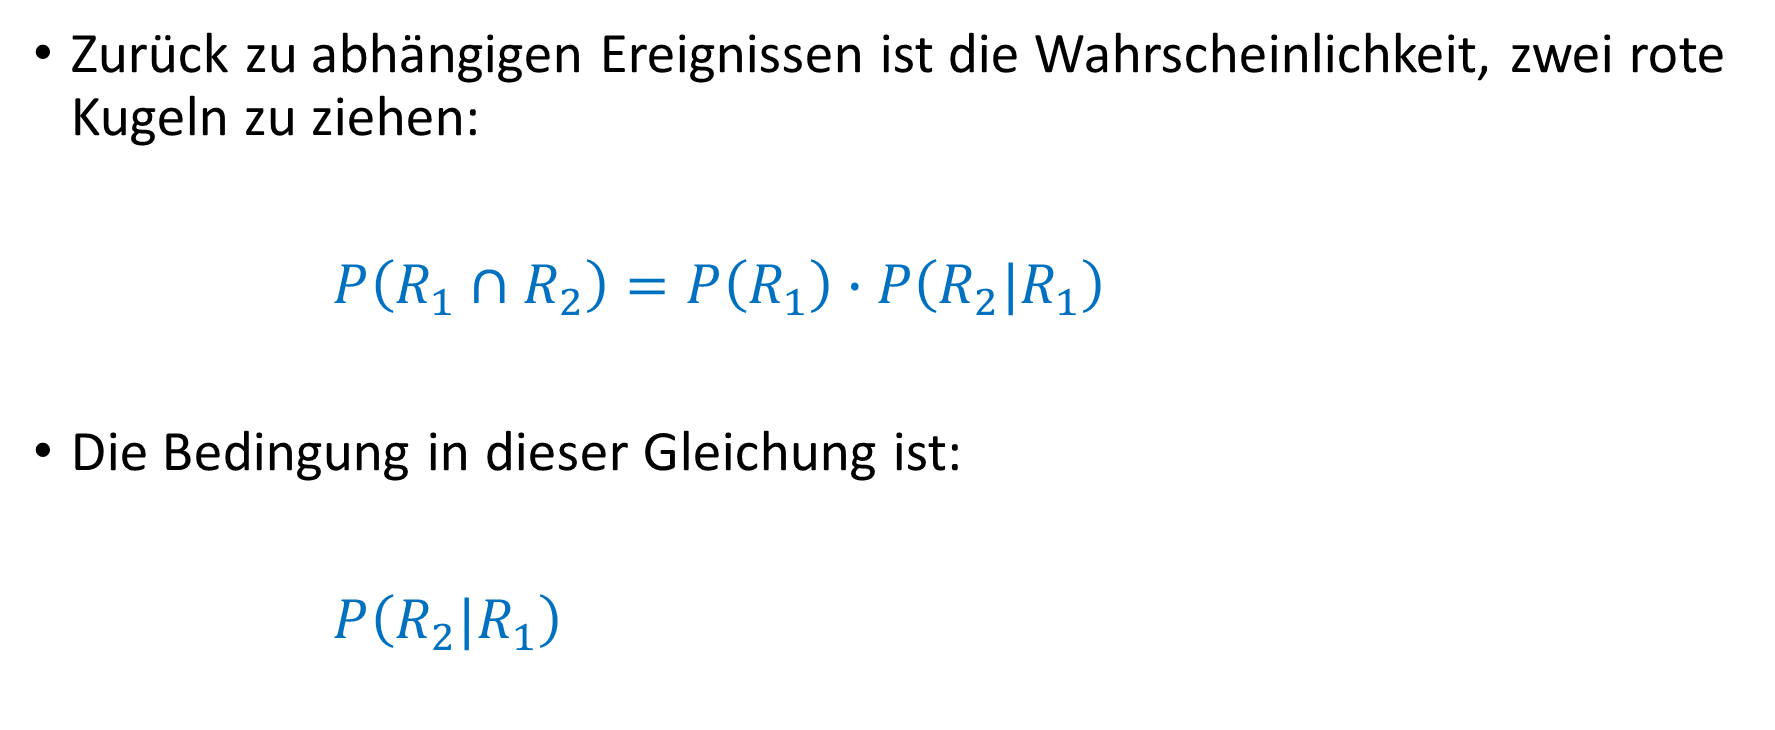 • Zurück zu abhängigen Ereignissen ist die Wahrscheinlichkeit, zwei rote
Kugeln zu ziehen:
P(R₁ ∩ R₂) = P(R₁) · P(R₂|R₁)
• Die Bedingung in dieser Gleichung ist:
P(R₂|R₁)